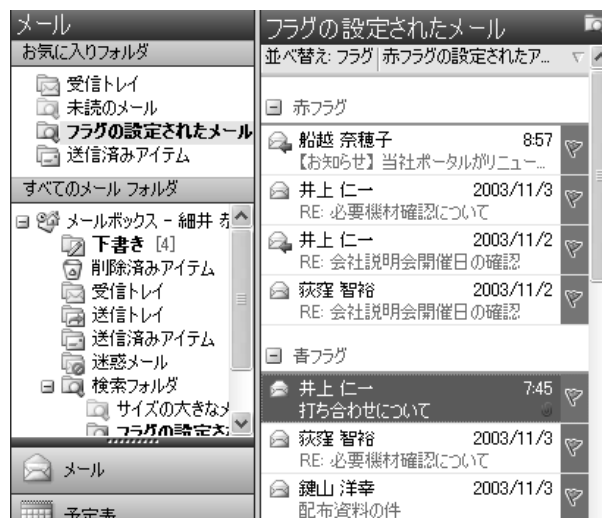 メール
お気に入りフォルダ
受信トレイ
未読のメール
フラグの設定されたメール
送信済みアイテム
すべてのメール フォルダ
メールボックス - 細井
下書き [4]
削除済みアイテム
受信トレイ
送信トレイ
送信済みアイテム
迷惑メール
検索フォルダ
サイズの大きなメ
フラグの設定さ
メール
予定表
フラグの設定されたメール
並べ替え: フラグ 赤フラグの設定されたア...
赤フラグ
船越 奈穂子 8:57
【お知らせ】当社ポータルがリニュー...
井上 仁一 2003/11/3
RE: 必要機材確認について
井上 仁一 2003/11/2
RE: 会社説明会開催日の確認
荻窪 智裕 2003/11/2
RE: 会社説明会開催日の確認
青フラグ
井上 仁一 7:45
打ち合わせについて
荻窪 智裕 2003/11/3
RE: 必要機材確認について
鍵山 洋幸 2003/11/3
配布資料の件